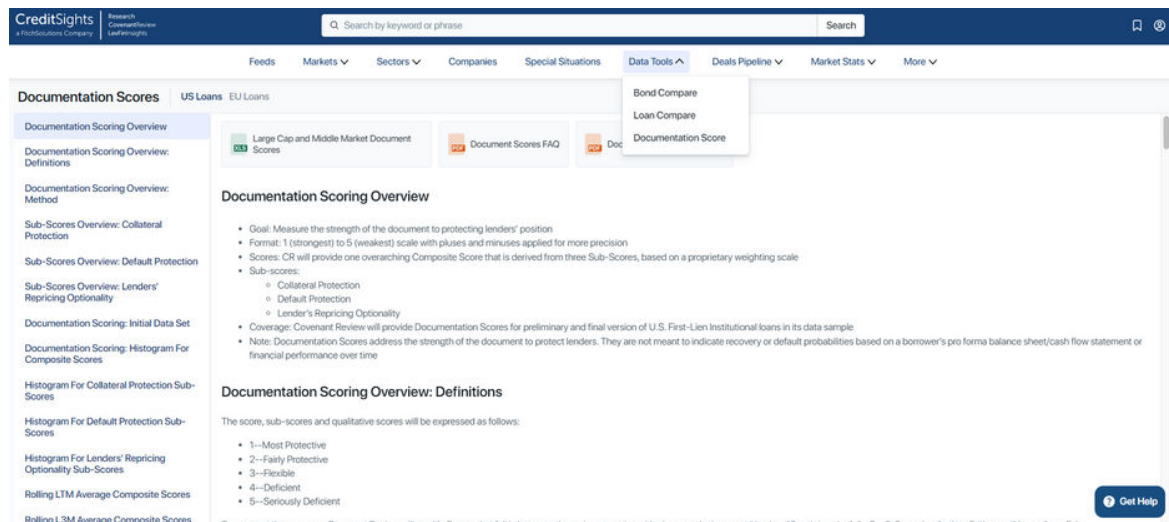 CreditSights
a FitchSolutions Company
Research
CovenantReview
LevFinInsights
Search by keyword or phrase
Search
Feeds
Markets
Sectors
Companies
Special Situations
Data Tools
Deals Pipeline
Market Stats
More
Bond Compare
Loan Compare
Documentation Score
Documentation Scores
US Loans
EU Loans
Documentation Scoring Overview
Documentation Scoring Overview:
Definitions
Documentation Scoring Overview:
Method
Sub-Scores Overview: Collateral
Protection
Sub-Scores Overview: Default Protection
Sub-Scores Overview: Lenders'
Repricing Optionality
Documentation Scoring: Initial Data Set
Documentation Scoring: Histogram For
Composite Scores
Histogram For Collateral Protection Sub-
Scores
Histogram For Default Protection Sub-
Scores
Histogram For Lenders' Repricing
Optionality Sub-Scores
Rolling LTM Average Composite Scores
Rolling L3M Average Composite Scores
XLS
Large Cap and Middle Market Document
Scores
PDF
Document Scores FAQ
PDF
Doc
Documentation Scoring Overview
• Goal: Measure the strength of the document to protecting lenders' position
• Format: 1 (strongest) to 5 (weakest) scale with pluses and minuses applied for more precision
• Scores: CR will provide one overarching Composite Score that is derived from three Sub-Scores, based on a proprietary weighting scale
• Sub-scores:
○ Collateral Protection
○ Default Protection
○ Lender's Repricing Optionality
• Coverage: Covenant Review will provide Documentation Scores for preliminary and final version of U.S. First-Lien Institutional loans in its data sample
• Note: Documentation Scores address the strength of the document to protect lenders. They are not meant to indicate recovery or default probabilities based on a borrower's pro forma balance sheet/cash flow statement or
financial performance over time
Documentation Scoring Overview: Definitions
The score, sub-scores and qualitative scores will be expressed as follows:
• 1--Most Protective
• 2--Fairly Protective
• 3--Flexible
• 4--Deficient
• 5--Seriously Deficient
Get Help